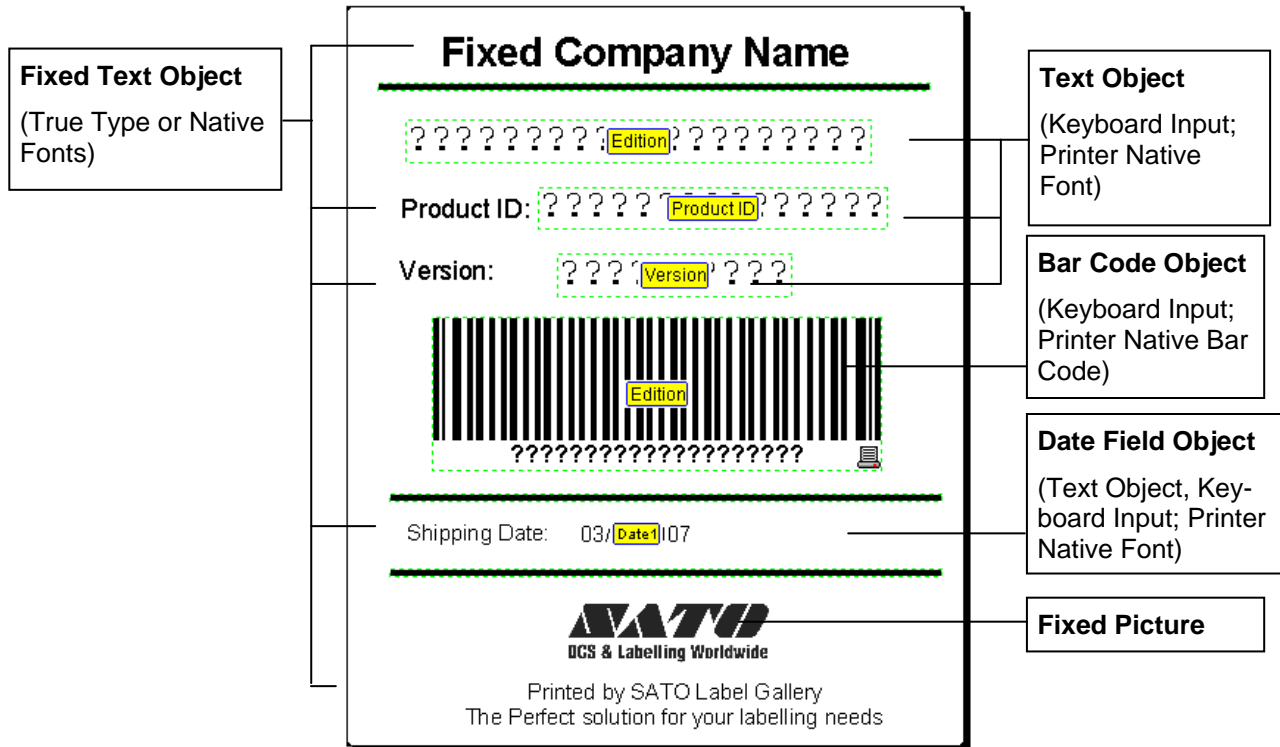 Fixed Company Name
Fixed Text Object
(True Type or Native
Fonts)
Text Object
(Keyboard Input;
Printer Native
Font)
? ? ? ? ? ? ? ? ? Edition ? ? ? ? ? ? ? ? ?
Product ID: ? ? ? ? ? ? Product ID ? ? ? ? ? ?
Version: ? ? ? ? Version ? ? ? ?
Bar Code Object
(Keyboard Input;
Printer Native Bar
Code)
Edition
????????????????????
Date Field Object
(Text Object, Key-
board Input; Printer
Native Font)
Shipping Date: 03/ Date1 07
Fixed Picture
SATO
DCS & Labelling Worldwide
Printed by SATO Label Gallery
The Perfect solution for your labelling needs